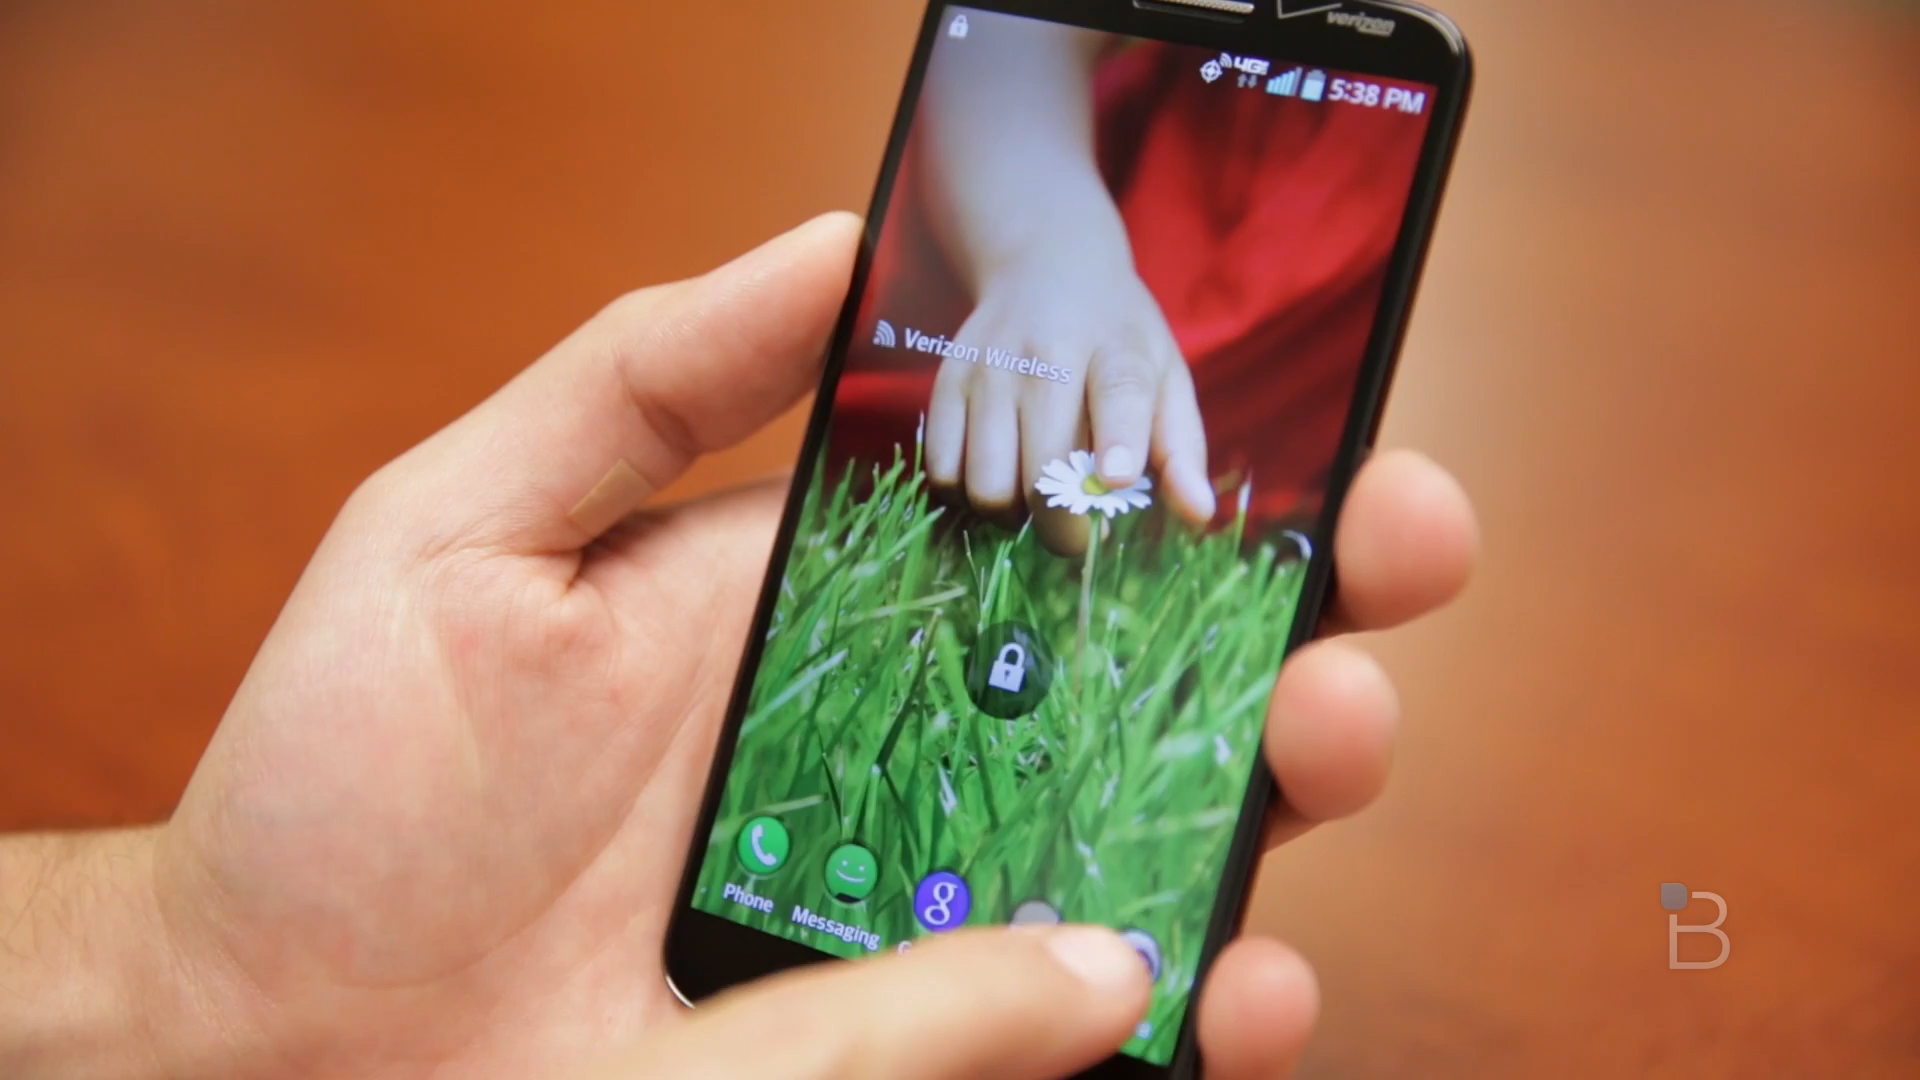 verizon
4G
5:38 PM
Verizon Wireless
Phone
Messaging
g
B